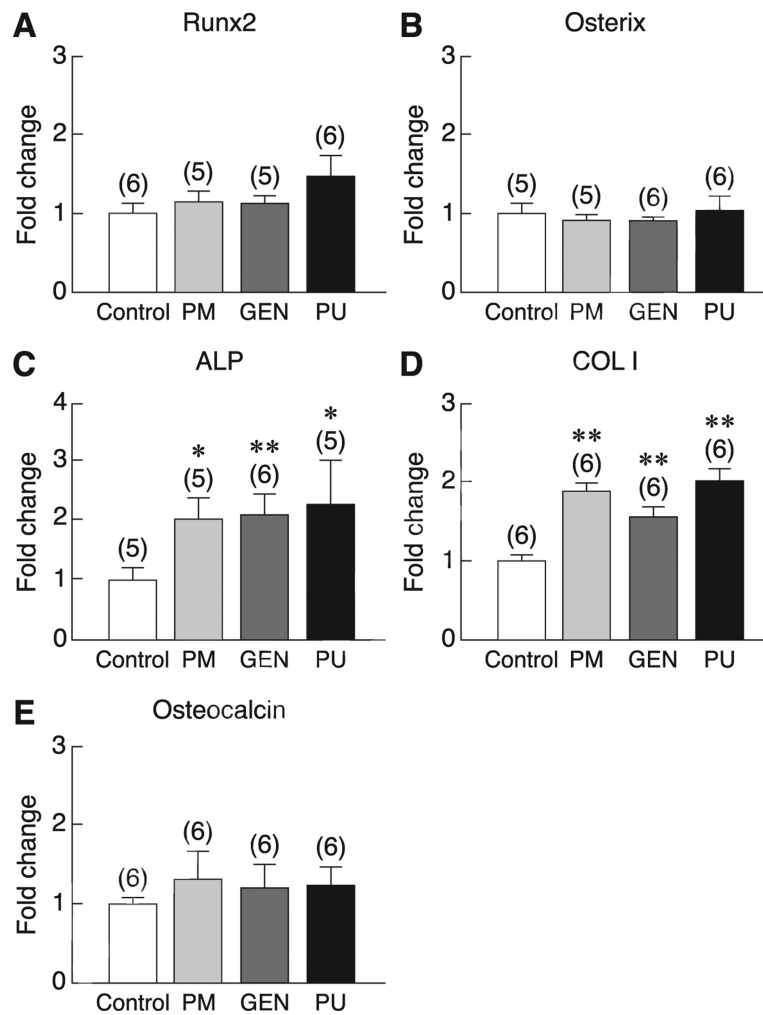 A Runx2
3
2
1
0
Fold change
(6) (5) (5) (6)
Control PM GEN PU
B Osterix
3
2
1
0
Fold change
(5) (5) (6) (6)
Control PM GEN PU
C ALP
4
3
2
1
0
Fold change
* ** *
(5) (5) (6) (5)
Control PM GEN PU
D COL I
3
2
1
0
Fold change
** ** **
(6) (6) (6) (6)
Control PM GEN PU
E Osteocalcin
3
2
1
0
Fold change
(6) (6) (6) (6)
Control PM GEN PU